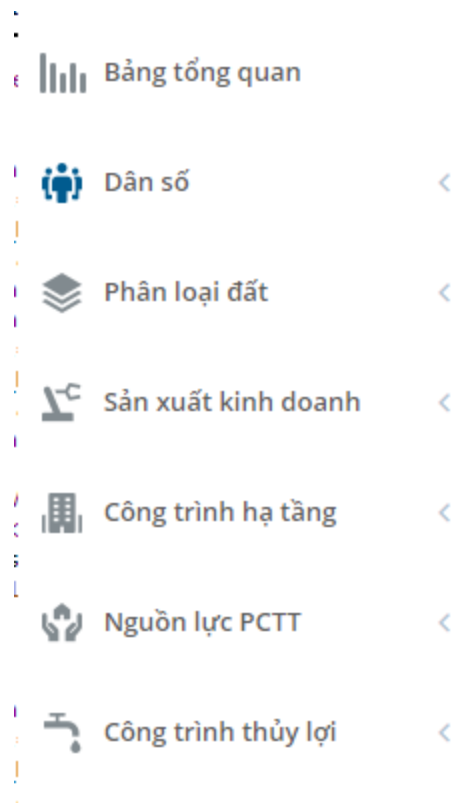 Bảng tổng quan
Dân số
Phân loại đất
Sản xuất kinh doanh
Công trình hạ tầng
Nguồn lực PCTT
Công trình thủy lợi